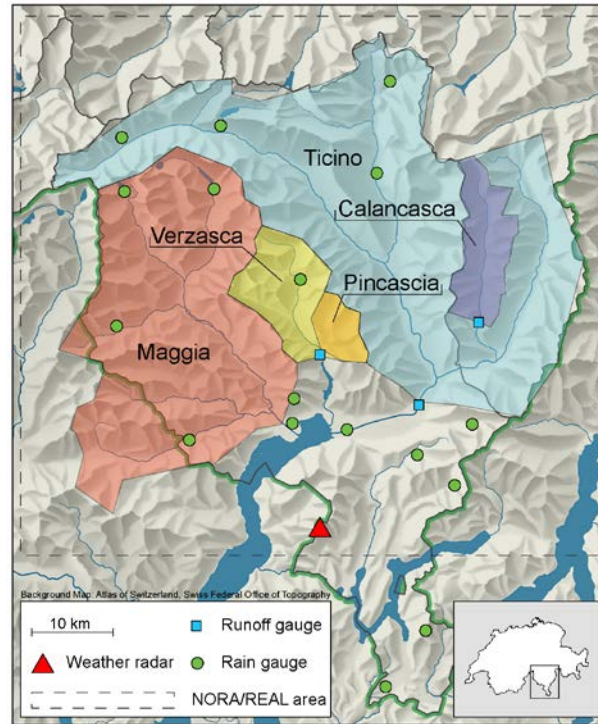 Ticino
Calancasca
Verzasca
Pincascia
Maggia
Background Map: Atlas of Switzerland, Swiss Federal Office of Topography
10 km
Runoff gauge
Weather radar
Rain gauge
NORA/REAL area